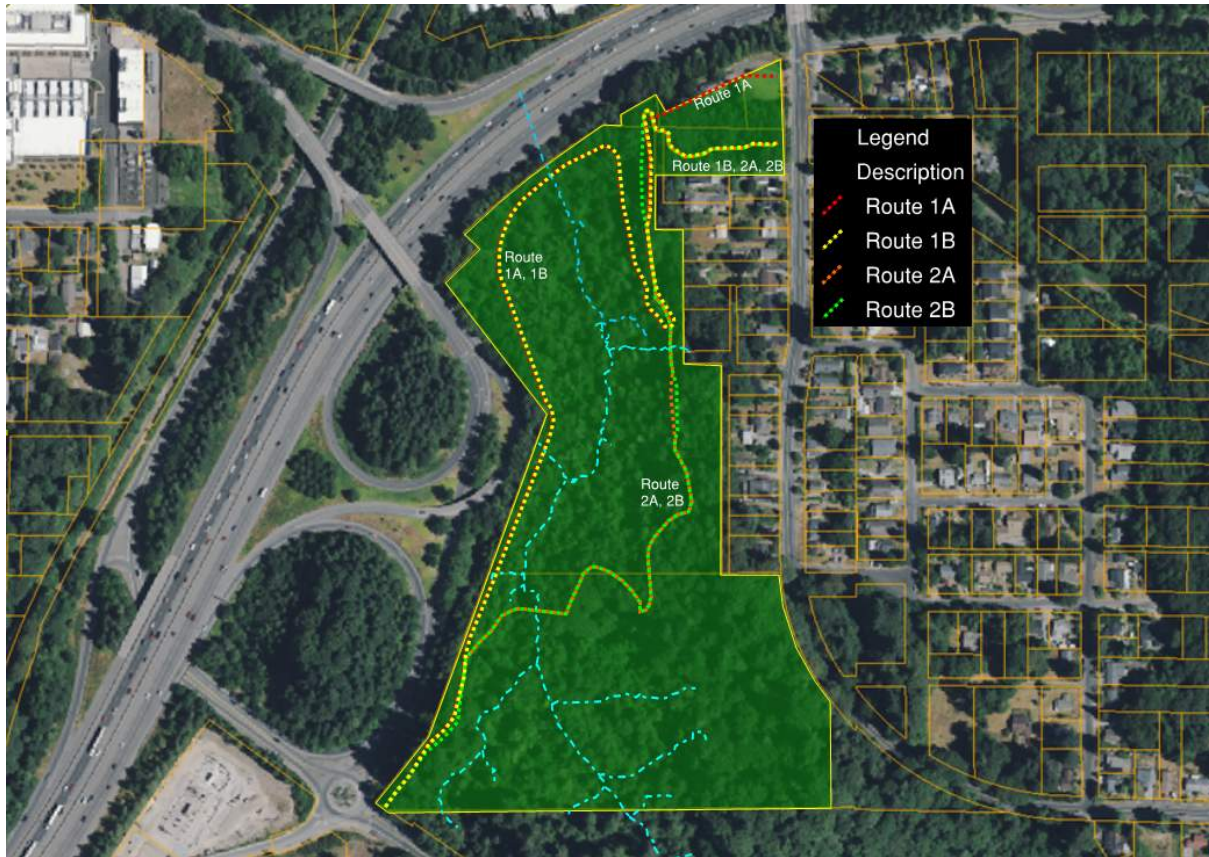 Route 1A
Route 1B, 2A, 2B
Route
1A, 1B
Route
2A, 2B
Legend
Description
Route 1A
Route 1B
Route 2A
Route 2B